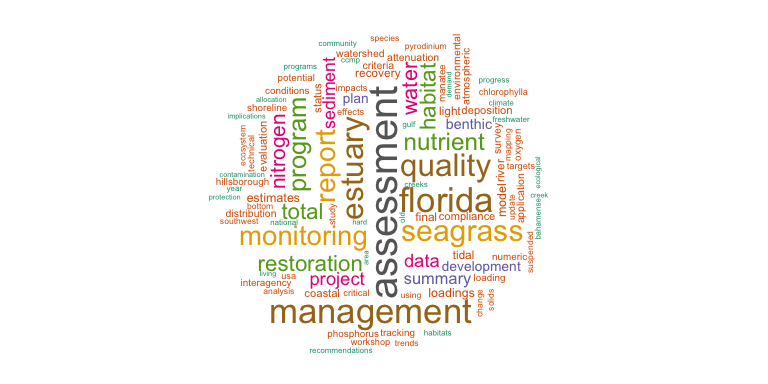 species
community
pyrodinium
watershed
ccmp
attenuation
environmental
atmospheric
programs
criteria
recovery
potential
sediment
status
impacts
water
habitat
manatee
demand
progress
conditions
plan
chlorophylla
allocation
shoreline
program
effects
assessment
light
deposition
climate
implications
nitrogen
report
estuary
gulf
benthic
freshwater
ecosystem
technical
evaluation
nutrient
survey
mapping
oxygen
contamination
quality
model
river
targets
ecological
hillsborough
year
creeks
florida
application
update
creek
protection
estimates
bottom
total
study
old
final
compliance
distribution
southwest
national
hard
bahamense
monitoring
seagrass
restoration
area
data
tidal
numeric
suspended
living
usa
project
summary
development
loading
interagency
analysis
coastal
critical
using
loadings
change
solids
management
phosphorus
tracking
habitats
workshop
trends
recommendations